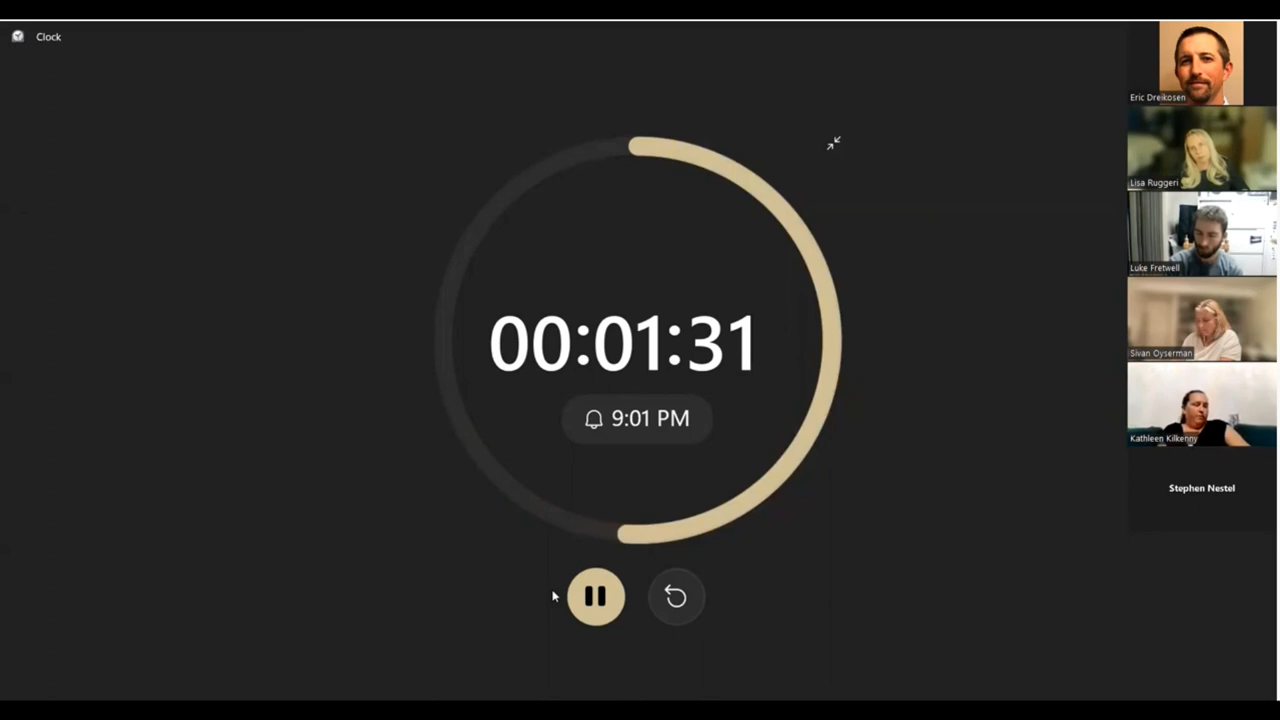 Clock
00:01:31
9:01 PM
Eric Dreikosen
Lisa Ruggeri
Luke Fretwell
Sivan Oyserman
Kathleen Kilkenny
Stephen Nestel